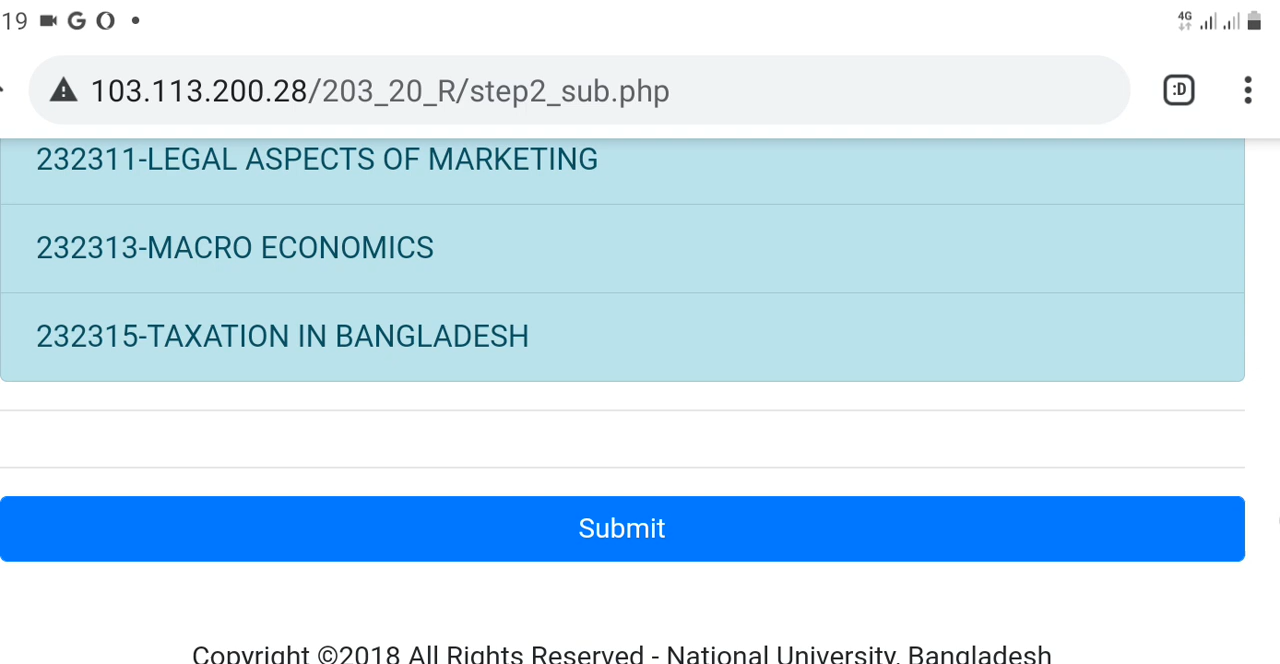 19
4G
103.113.200.28/203_20_R/step2_sub.php
:D
232311-LEGAL ASPECTS OF MARKETING
232313-MACRO ECONOMICS
232315-TAXATION IN BANGLADESH
Submit
Copyright ©2018 All Rights Reserved - National University, Bangladesh